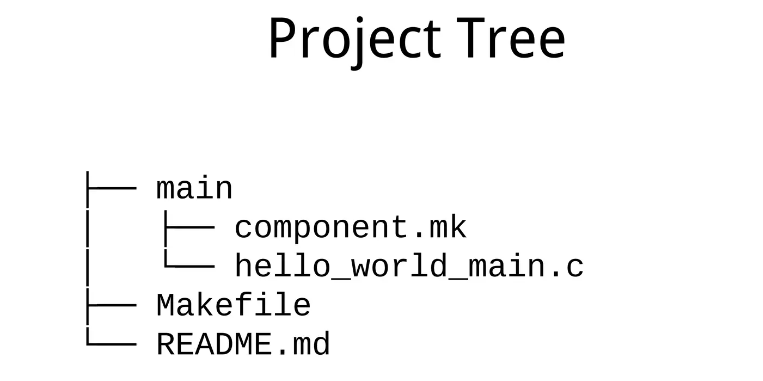 Project Tree
├── main
│   ├── component.mk
│   └── hello_world_main.c
├── Makefile
└── README.md